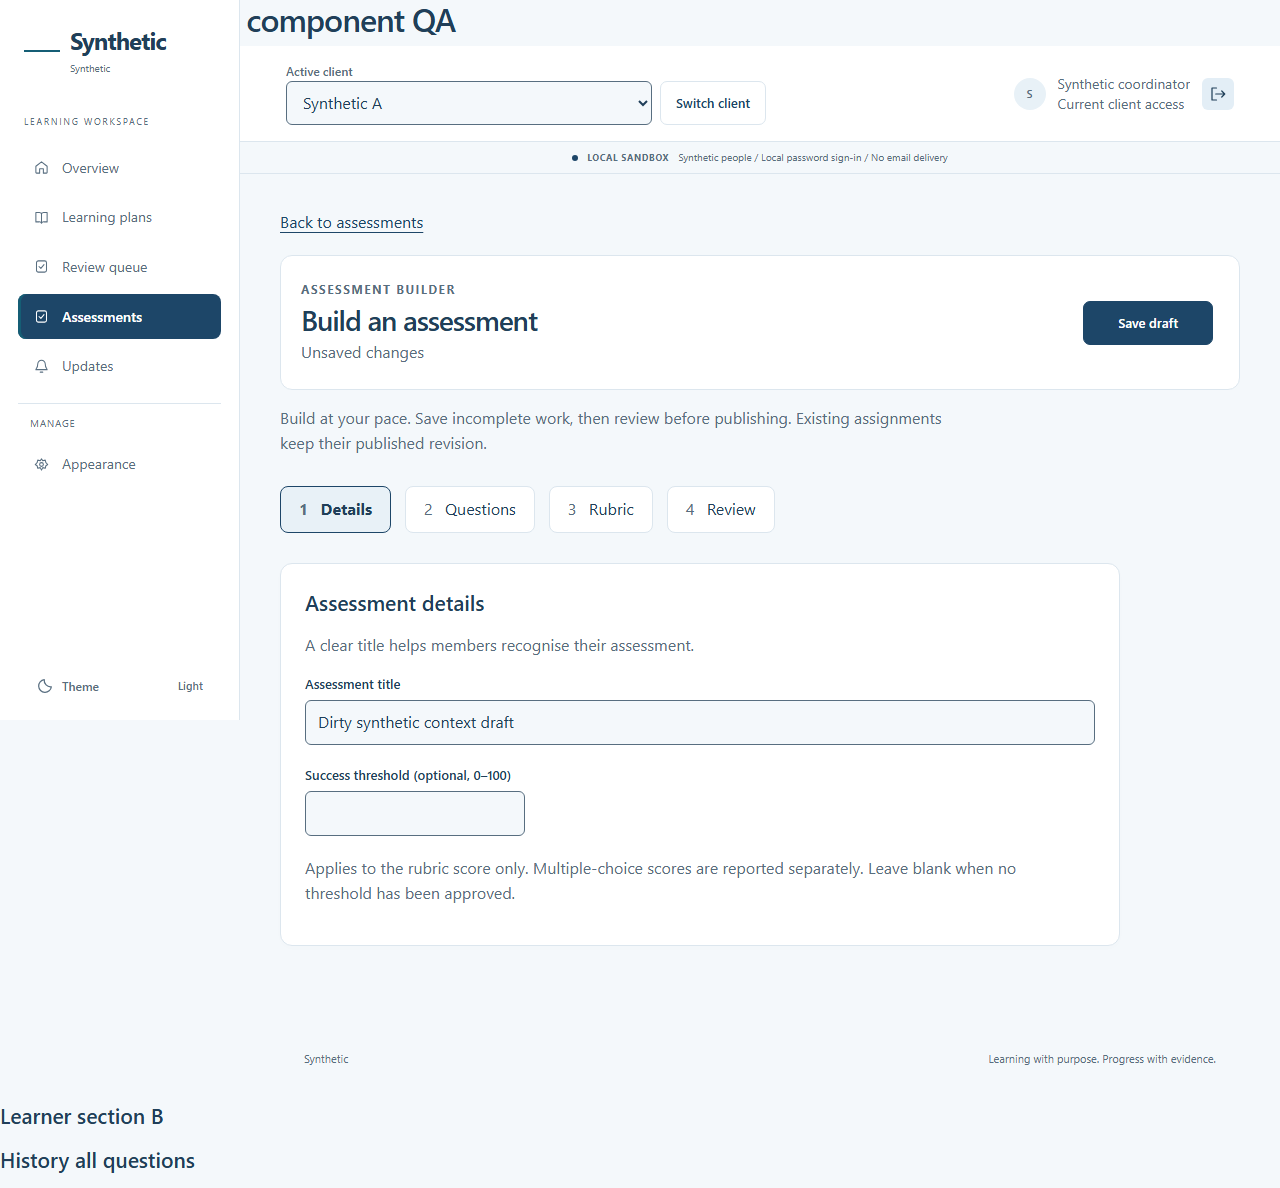 component QA
Synthetic
Synthetic
LEARNING WORKSPACE
Overview
Learning plans
Review queue
Assessments
Updates
MANAGE
Appearance
Theme
Light
Active client
Synthetic A
Switch client
S
Synthetic coordinator
Current client access
LOCAL SANDBOX Synthetic people / Local password sign-in / No email delivery
Back to assessments
ASSESSMENT BUILDER
Build an assessment
Unsaved changes
Save draft
Build at your pace. Save incomplete work, then review before publishing. Existing assignments
keep their published revision.
1 Details
2 Questions
3 Rubric
4 Review
Assessment details
A clear title helps members recognise their assessment.
Assessment title
Dirty synthetic context draft
Success threshold (optional, 0–100)
Applies to the rubric score only. Multiple-choice scores are reported separately. Leave blank when no
threshold has been approved.
Synthetic
Learning with purpose. Progress with evidence.
Learner section B
History all questions